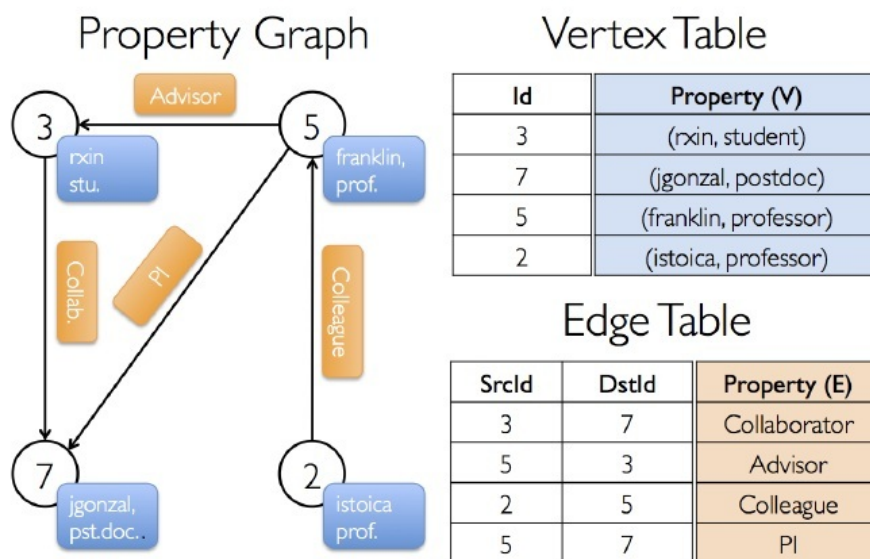 Property Graph
Advisor
3
5
rxin
stu.
franklin,
prof.
Collab.
PI
Colleague
7
2
jgonzal,
pst.doc..
istoica
prof.
Vertex Table
Id Property (V)
3 (rxin, student)
7 (jgonzal, postdoc)
5 (franklin, professor)
2 (istoica, professor)
Edge Table
SrcId DstId Property (E)
3 7 Collaborator
5 3 Advisor
2 5 Colleague
5 7 PI